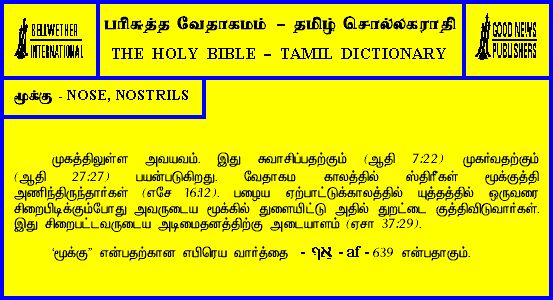 BELLWETHER
INTERNATIONAL
பரிசுத்த வேதாகமம் – தமிழ் சொல்லகராதி
THE HOLY BIBLE – TAMIL DICTIONARY
GOOD NEWS
PUBLISHERS
மூக்கு - NOSE, NOSTRILS
முகத்திலுள்ள அவயவம். இது சுவாசிப்பதற்கும் (ஆதி 7:22) முகர்வதற்கும்
(ஆதி 27:27) பயன்படுகிறது. வேதாகம காலத்தில் ஸ்திரீகள் மூக்குத்தி
அணிந்திருந்தார்கள் (எசே 16:12). பழைய ஏற்பாட்டுக்காலத்தில் யுத்தத்தில் ஒருவரை
சிறைபிடிக்கும்போது அவருடைய மூக்கில் துளையிட்டு அதில் துறட்டை குத்திவிடுவார்கள்.
இது சிறைபட்டவருடைய அடிமைதனத்திற்கு அடையாளம் (ஏசா 37:29).
“மூக்கு” என்பதற்கான எபிரெய வார்த்தை - אף - af - 639 என்பதாகும்.